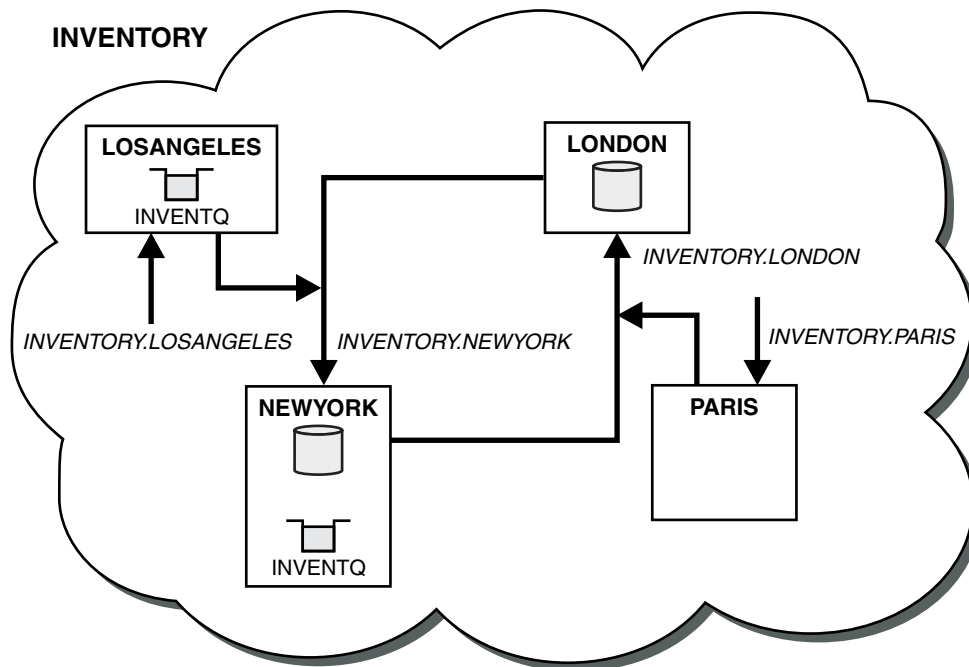 INVENTORY
LOSANGELES
INVENTQ
LONDON
INVENTORY.LONDON
INVENTORY.LOSANGELES
INVENTORY.NEWYORK
INVENTORY.PARIS
NEWYORK
INVENTQ
PARIS